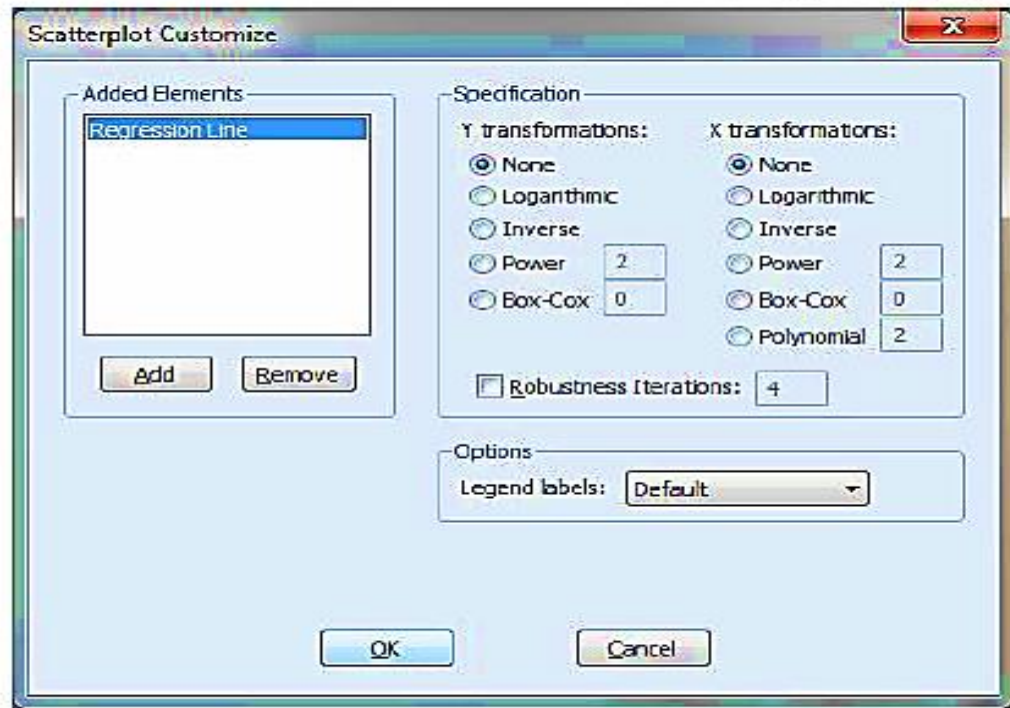 Scatterplot Customize
Added Elements
Regression Line
Add
Remove
Specification
Y transformations:
None
Logarithmic
Inverse
Power 2
Box-Cox 0
X transformations:
None
Logarithmic
Inverse
Power 2
Box-Cox 0
Polynomial 2
Robustness Iterations: 4
Options
Legend labels: Default
OK
Cancel